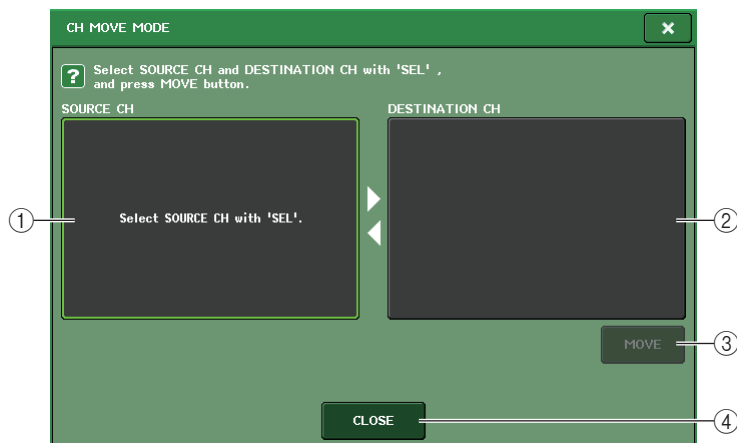 CH MOVE MODE
Select SOURCE CH and DESTINATION CH with 'SEL' ,
and press MOVE button.
SOURCE CH
DESTINATION CH
Select SOURCE CH with 'SEL'.
①
②
MOVE
③
CLOSE
④